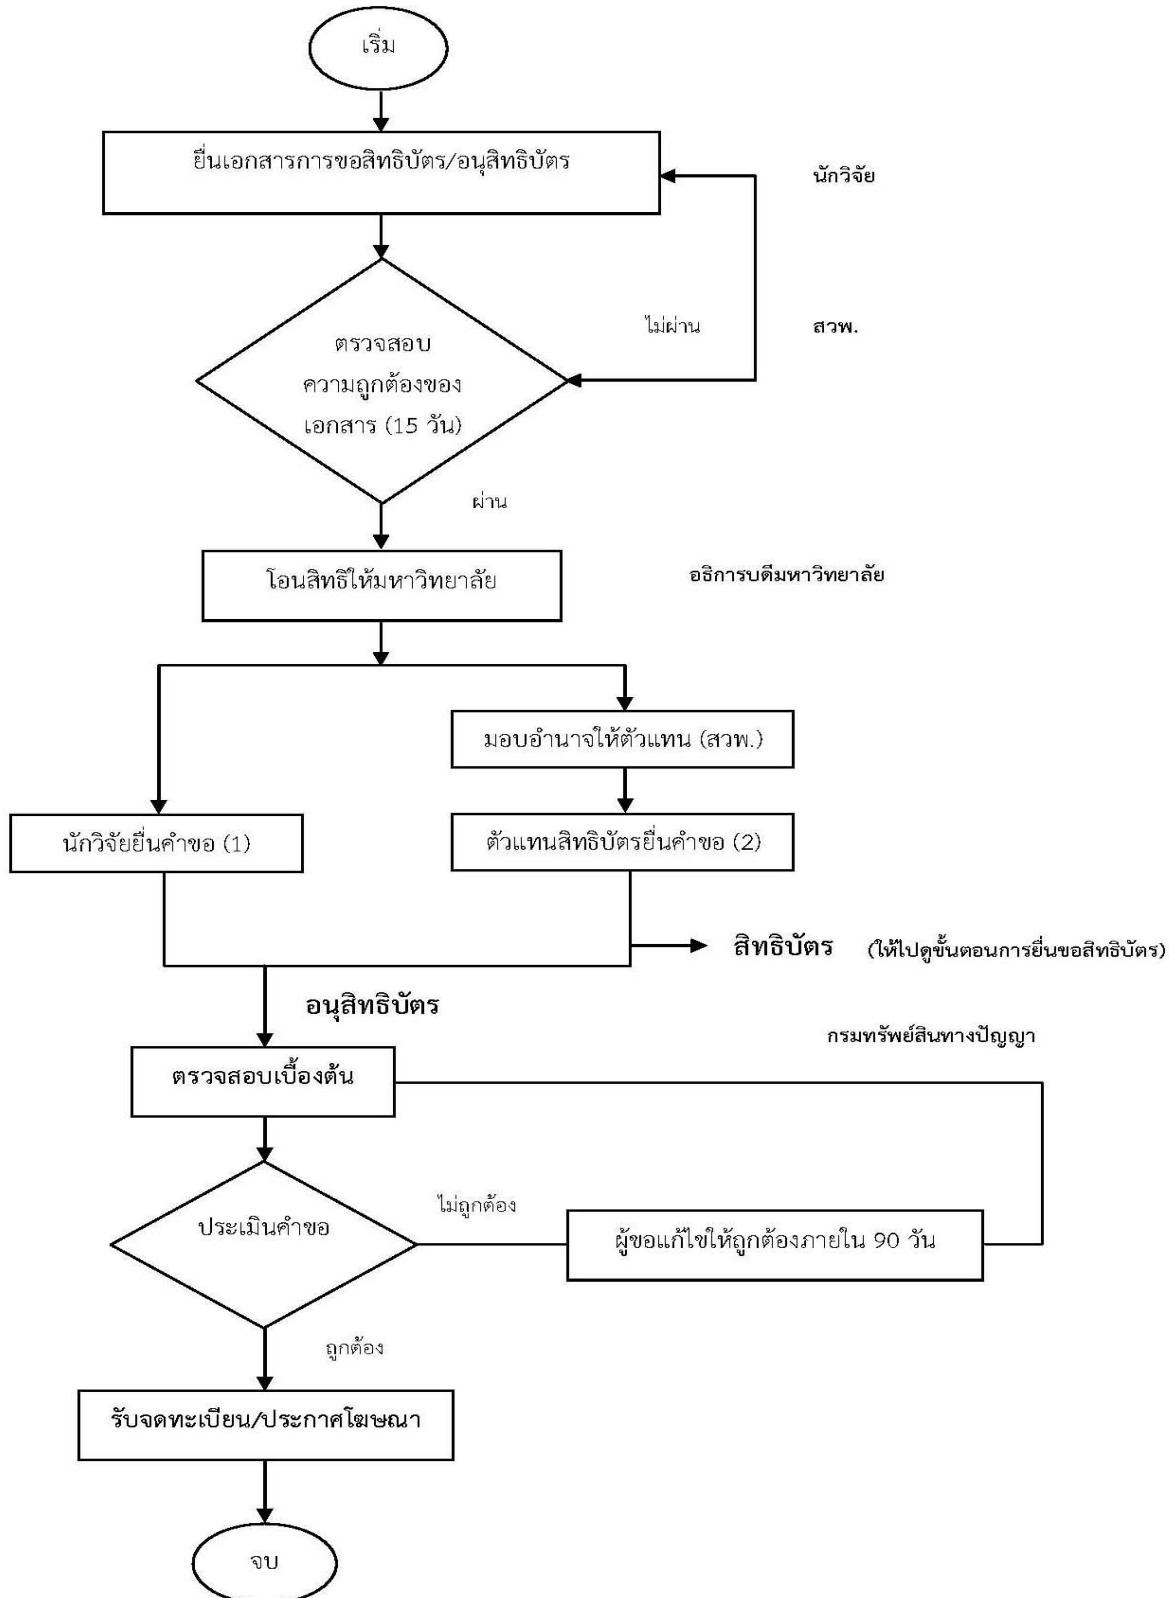 เริ่ม
ยื่นเอกสารการขอสิทธิบัตร/อนุสิทธิบัตร
นักวิจัย
ไม่ผ่าน
สวพ.
ตรวจสอบ
ความถูกต้องของ
เอกสาร (15 วัน)
ผ่าน
โอนสิทธิให้มหาวิทยาลัย
อธิการบดีมหาวิทยาลัย
มอบอำนาจให้ตัวแทน (สวพ.)
นักวิจัยยื่นคำขอ (1)
ตัวแทนสิทธิบัตรยื่นคำขอ (2)
สิทธิบัตร (ให้ไปดูขั้นตอนการยื่นขอสิทธิบัตร)
อนุสิทธิบัตร
กรมทรัพย์สินทางปัญญา
ตรวจสอบเบื้องต้น
ไม่ถูกต้อง
ประเมินคำขอ
ผู้ขอแก้ไขให้ถูกต้องภายใน 90 วัน
ถูกต้อง
รับจดทะเบียน/ประกาศโฆษณา
จบ